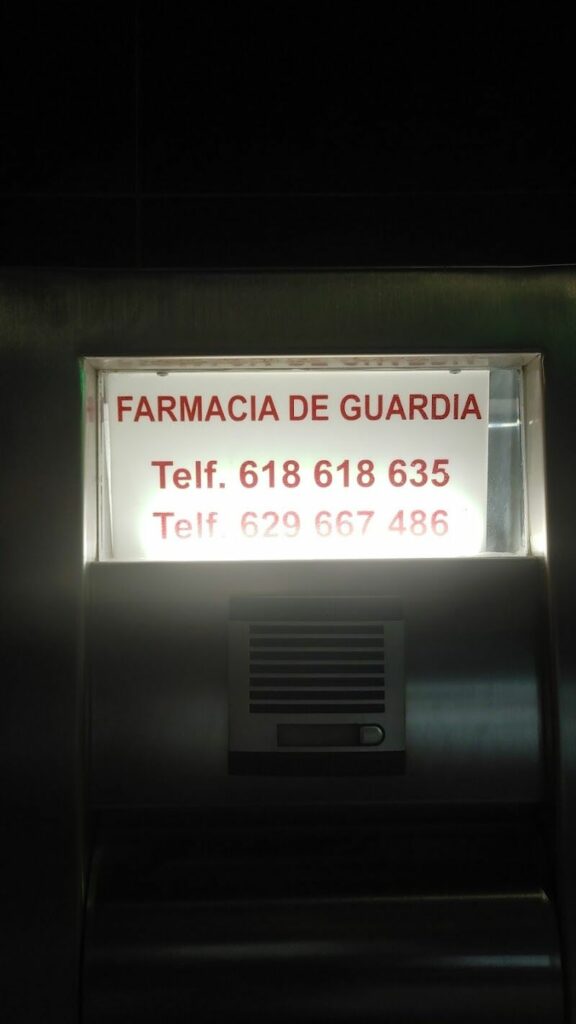 FARMACIA DE GUARDIA
Telf. 618 618 635
Telf. 629 667 486